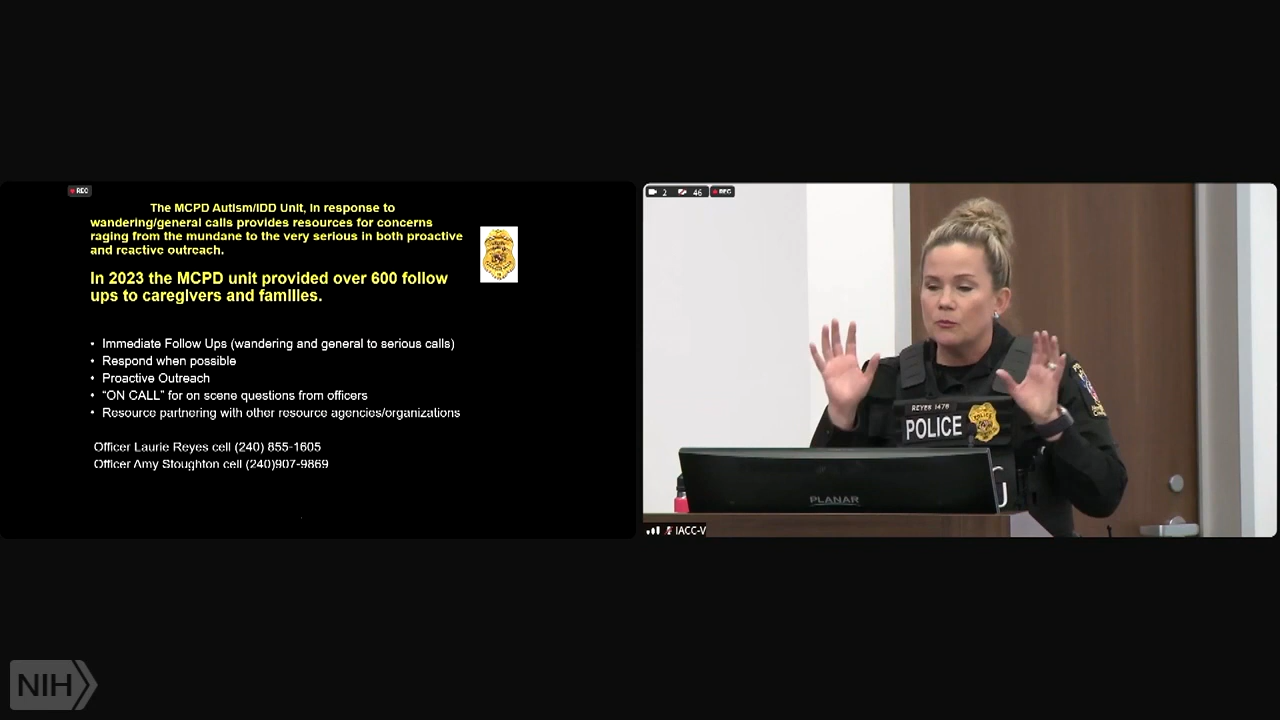 REC
The MCPD Autism/IDD Unit, in response to
wandering/general calls provides resources for concerns
raging from the mundane to the very serious in both proactive
and reactive outreach.
In 2023 the MCPD unit provided over 600 follow
ups to caregivers and families.
• Immediate Follow Ups (wandering and general to serious calls)
• Respond when possible
• Proactive Outreach
• “ON CALL” for on scene questions from officers
• Resource partnering with other resource agencies/organizations
Officer Laurie Reyes cell (240) 855-1605
Officer Amy Stoughton cell (240)907-9869
2 46 REC
REYES 1476
POLICE
PLANAR
IACC-V
NIH